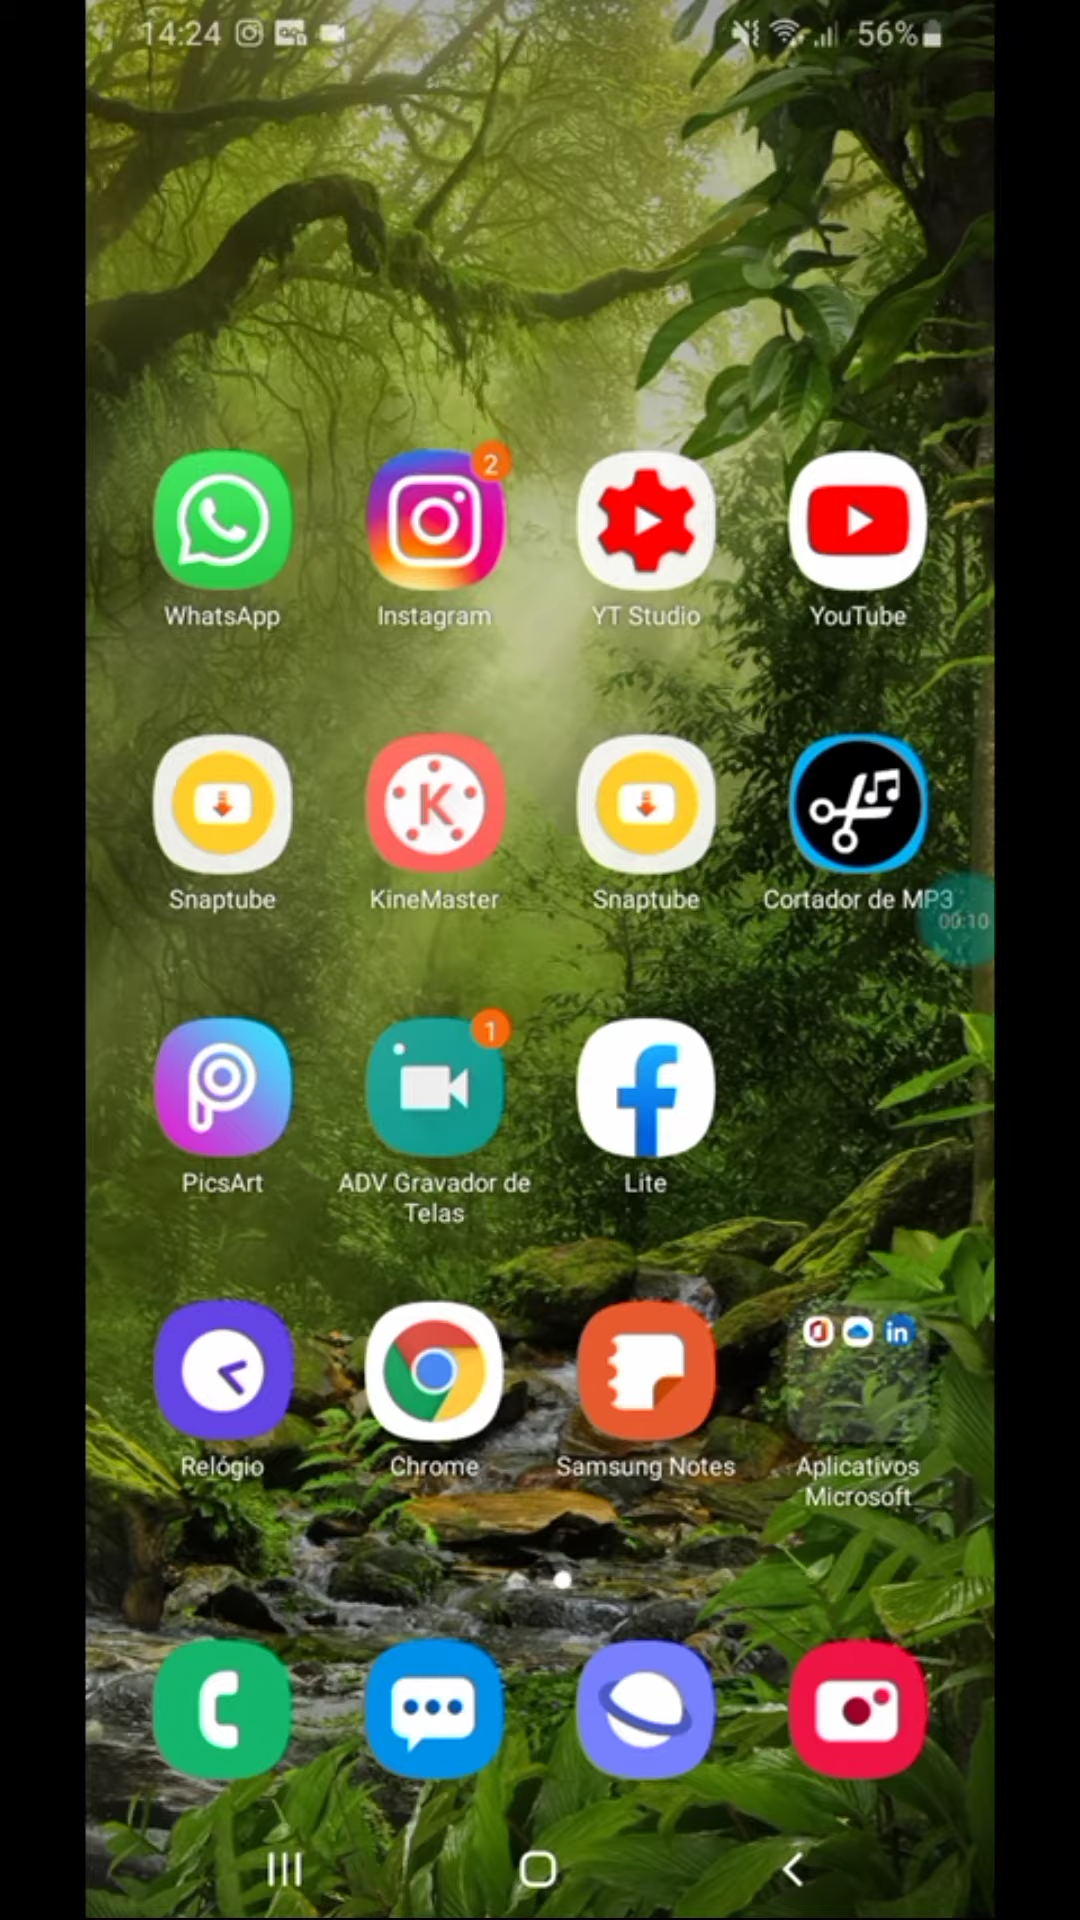 14:24
56%
2
WhatsApp
Instagram
YT Studio
YouTube
K
Snaptube
KineMaster
Snaptube
Cortador de MP3
00:10
1
PicsArt
ADV Gravador de
Telas
Lite
in
Relógio
Chrome
Samsung Notes
Aplicativos
Microsoft